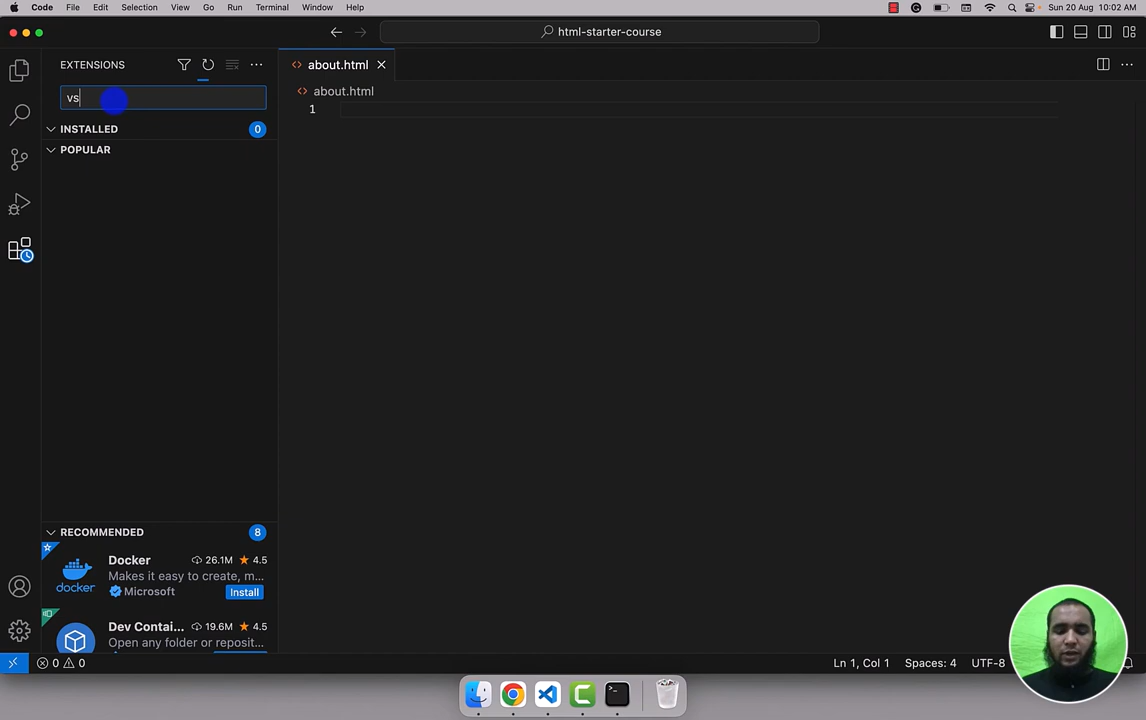 Code File Edit Selection View Go Run Terminal Window Help
Sun 20 Aug 10:02 AM
html-starter-course
EXTENSIONS
about.html
vs
about.html
1
INSTALLED 0
POPULAR
RECOMMENDED 8
Docker 26.1M 4.5
Makes it easy to create, m...
docker
Microsoft Install
Dev Contai... 19.6M 4.5
Open any folder or reposit...
0 0
Ln 1, Col 1 Spaces: 4 UTF-8